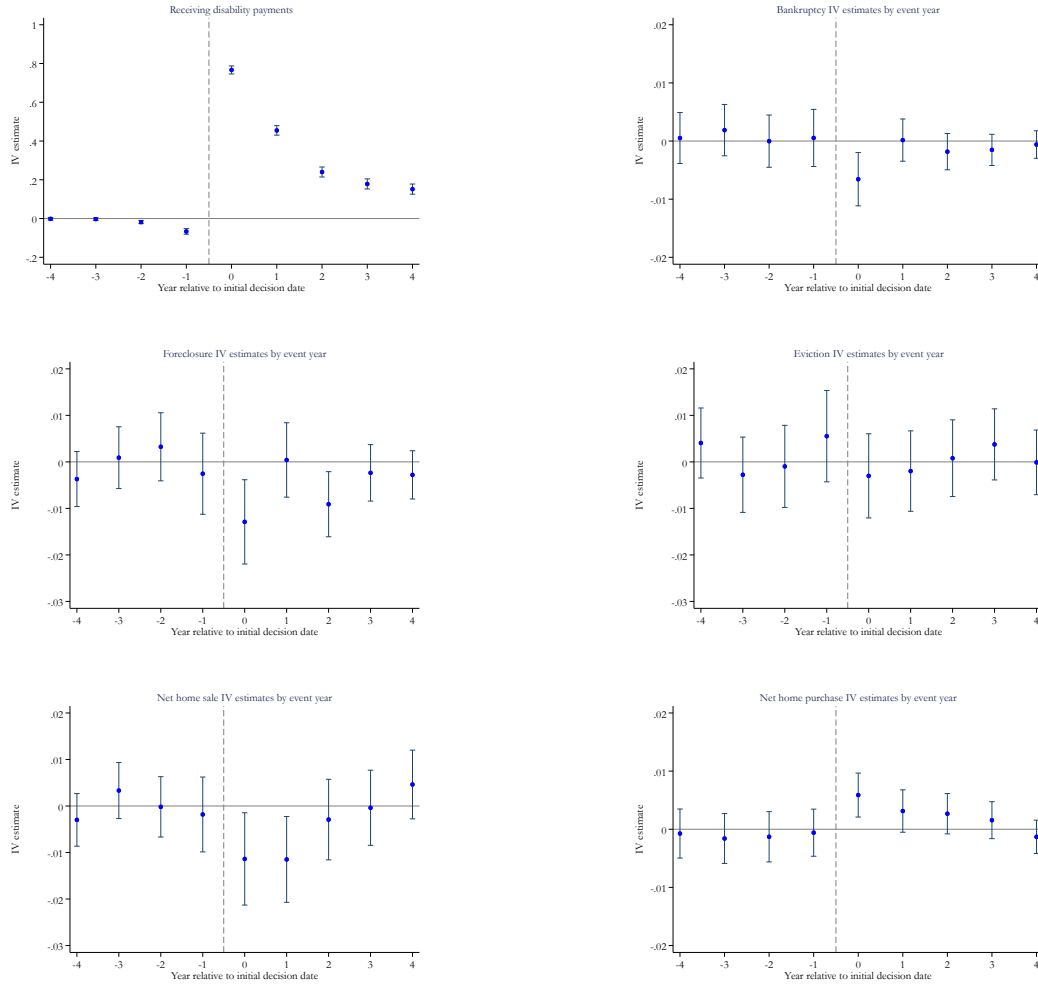 Receiving disability payments
1
.8
.6
.4
.2
0
-.2
IV estimate
-4 -3 -2 -1 0 1 2 3 4
Year relative to initial decision date
Bankruptcy IV estimates by event year
.02
.01
0
-.01
-.02
IV estimate
-4 -3 -2 -1 0 1 2 3 4
Year relative to initial decision date
Foreclosure IV estimates by event year
.02
.01
0
-.01
-.02
-.03
IV estimate
-4 -3 -2 -1 0 1 2 3 4
Year relative to initial decision date
Eviction IV estimates by event year
.02
.01
0
-.01
-.02
-.03
IV estimate
-4 -3 -2 -1 0 1 2 3 4
Year relative to initial decision date
Net home sale IV estimates by event year
.02
.01
0
-.01
-.02
-.03
IV estimate
-4 -3 -2 -1 0 1 2 3 4
Year relative to initial decision date
Net home purchase IV estimates by event year
.02
.01
0
-.01
-.02
IV estimate
-4 -3 -2 -1 0 1 2 3 4
Year relative to initial decision date